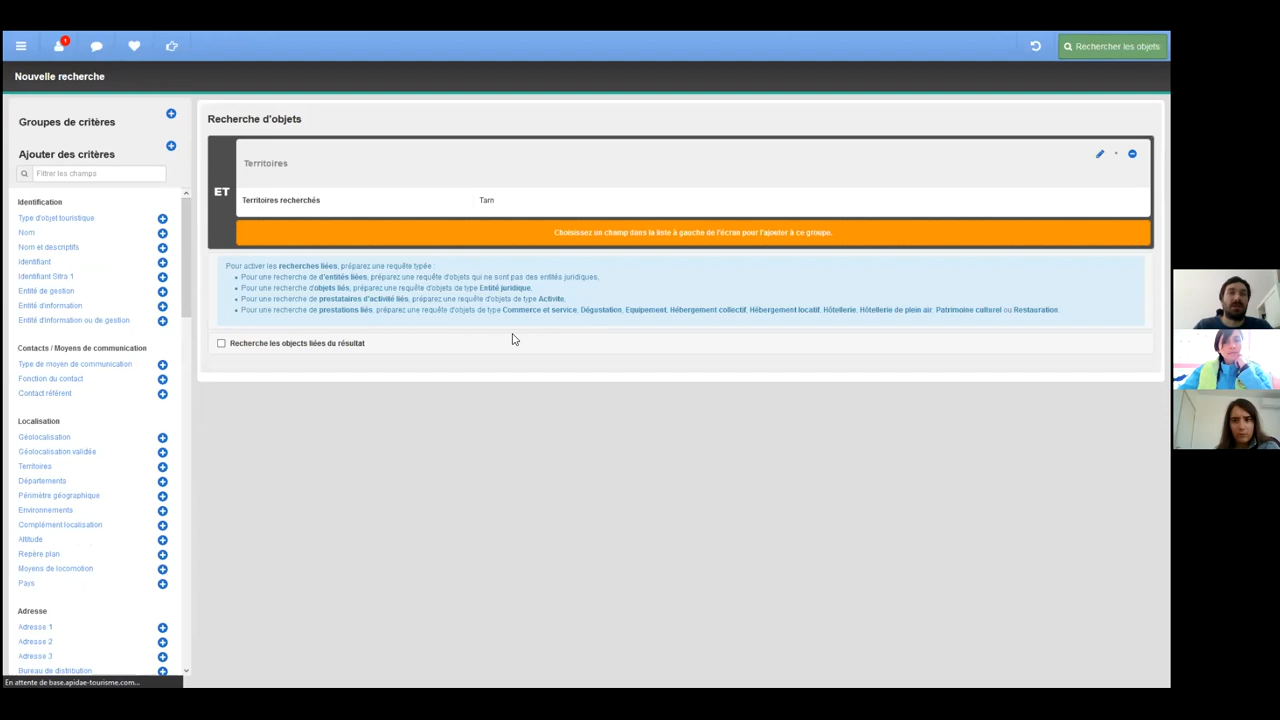 1
Rechercher les objets
Nouvelle recherche
Groupes de critères
Ajouter des critères
Filtrer les champs
Identification
Type d'objet touristique
Nom
Nom et descriptifs
Identifiant
Identifiant Sitra 1
Entité de gestion
Entité d'information
Entité d'information ou de gestion
Contacts / Moyens de communication
Type de moyen de communication
Fonction du contact
Contact référent
Localisation
Géolocalisation
Géolocalisation validée
Territoires
Départements
Périmètre géographique
Environnements
Complément localisation
Altitude
Repère plan
Moyens de locomotion
Pays
Adresse
Adresse 1
Adresse 2
Adresse 3
Bureau de distribution
En attente de base.apidae-tourisme.com...
Recherche d'objets
ET
Territoires
Territoires recherchés Tarn
Choisissez un champ dans la liste à gauche de l'écran pour l'ajouter à ce groupe.
Pour activer les recherches liées, préparez une requête typée :
Pour une recherche de d'entités liées, préparez une requête d'objets qui ne sont pas des entités juridiques,
Pour une recherche d'objets liés, préparez une requête d'objets de type Entité juridique,
Pour une recherche de prestataires d'activité liés, préparez une requête d'objets de type Activite,
Pour une recherche de prestations liés, préparez une requête d'objets de type Commerce et service, Dégustation, Equipement, Hébergement collectif, Hébergement locatif, Hôtellerie, Hôtellerie de plein air, Patrimoine culturel ou Restauration.
Recherche les objects liées du résultat